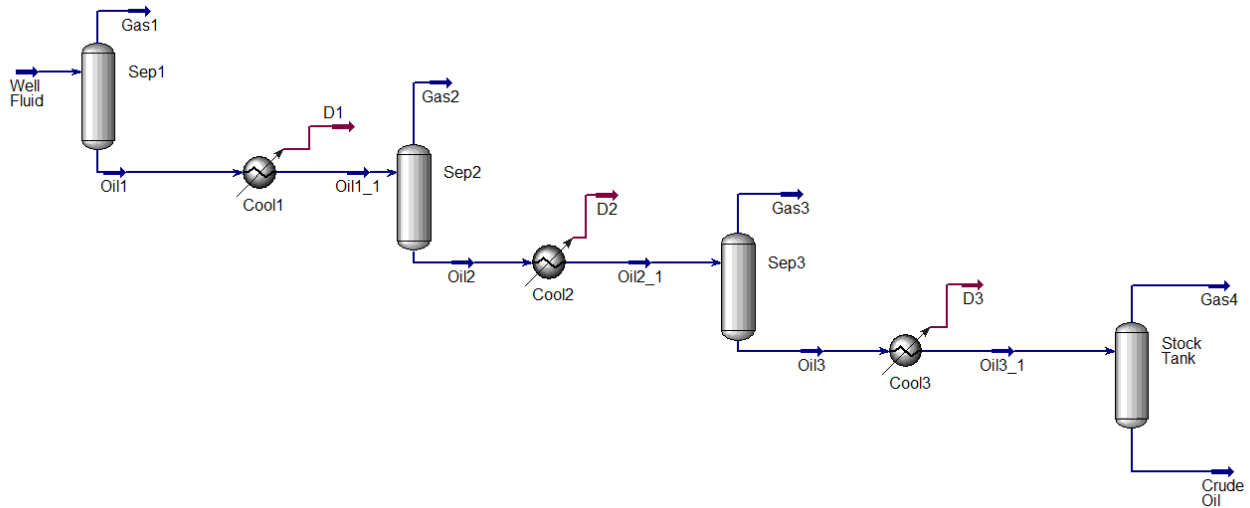 Gas1
Sep1
Well
Fluid
Gas2
D1
Sep2
Oil1
Oil1_1
Cool1
Gas3
D2
Sep3
Oil2
Oil2_1
Cool2
D3
Gas4
Stock
Tank
Oil3
Oil3_1
Cool3
Crude
Oil